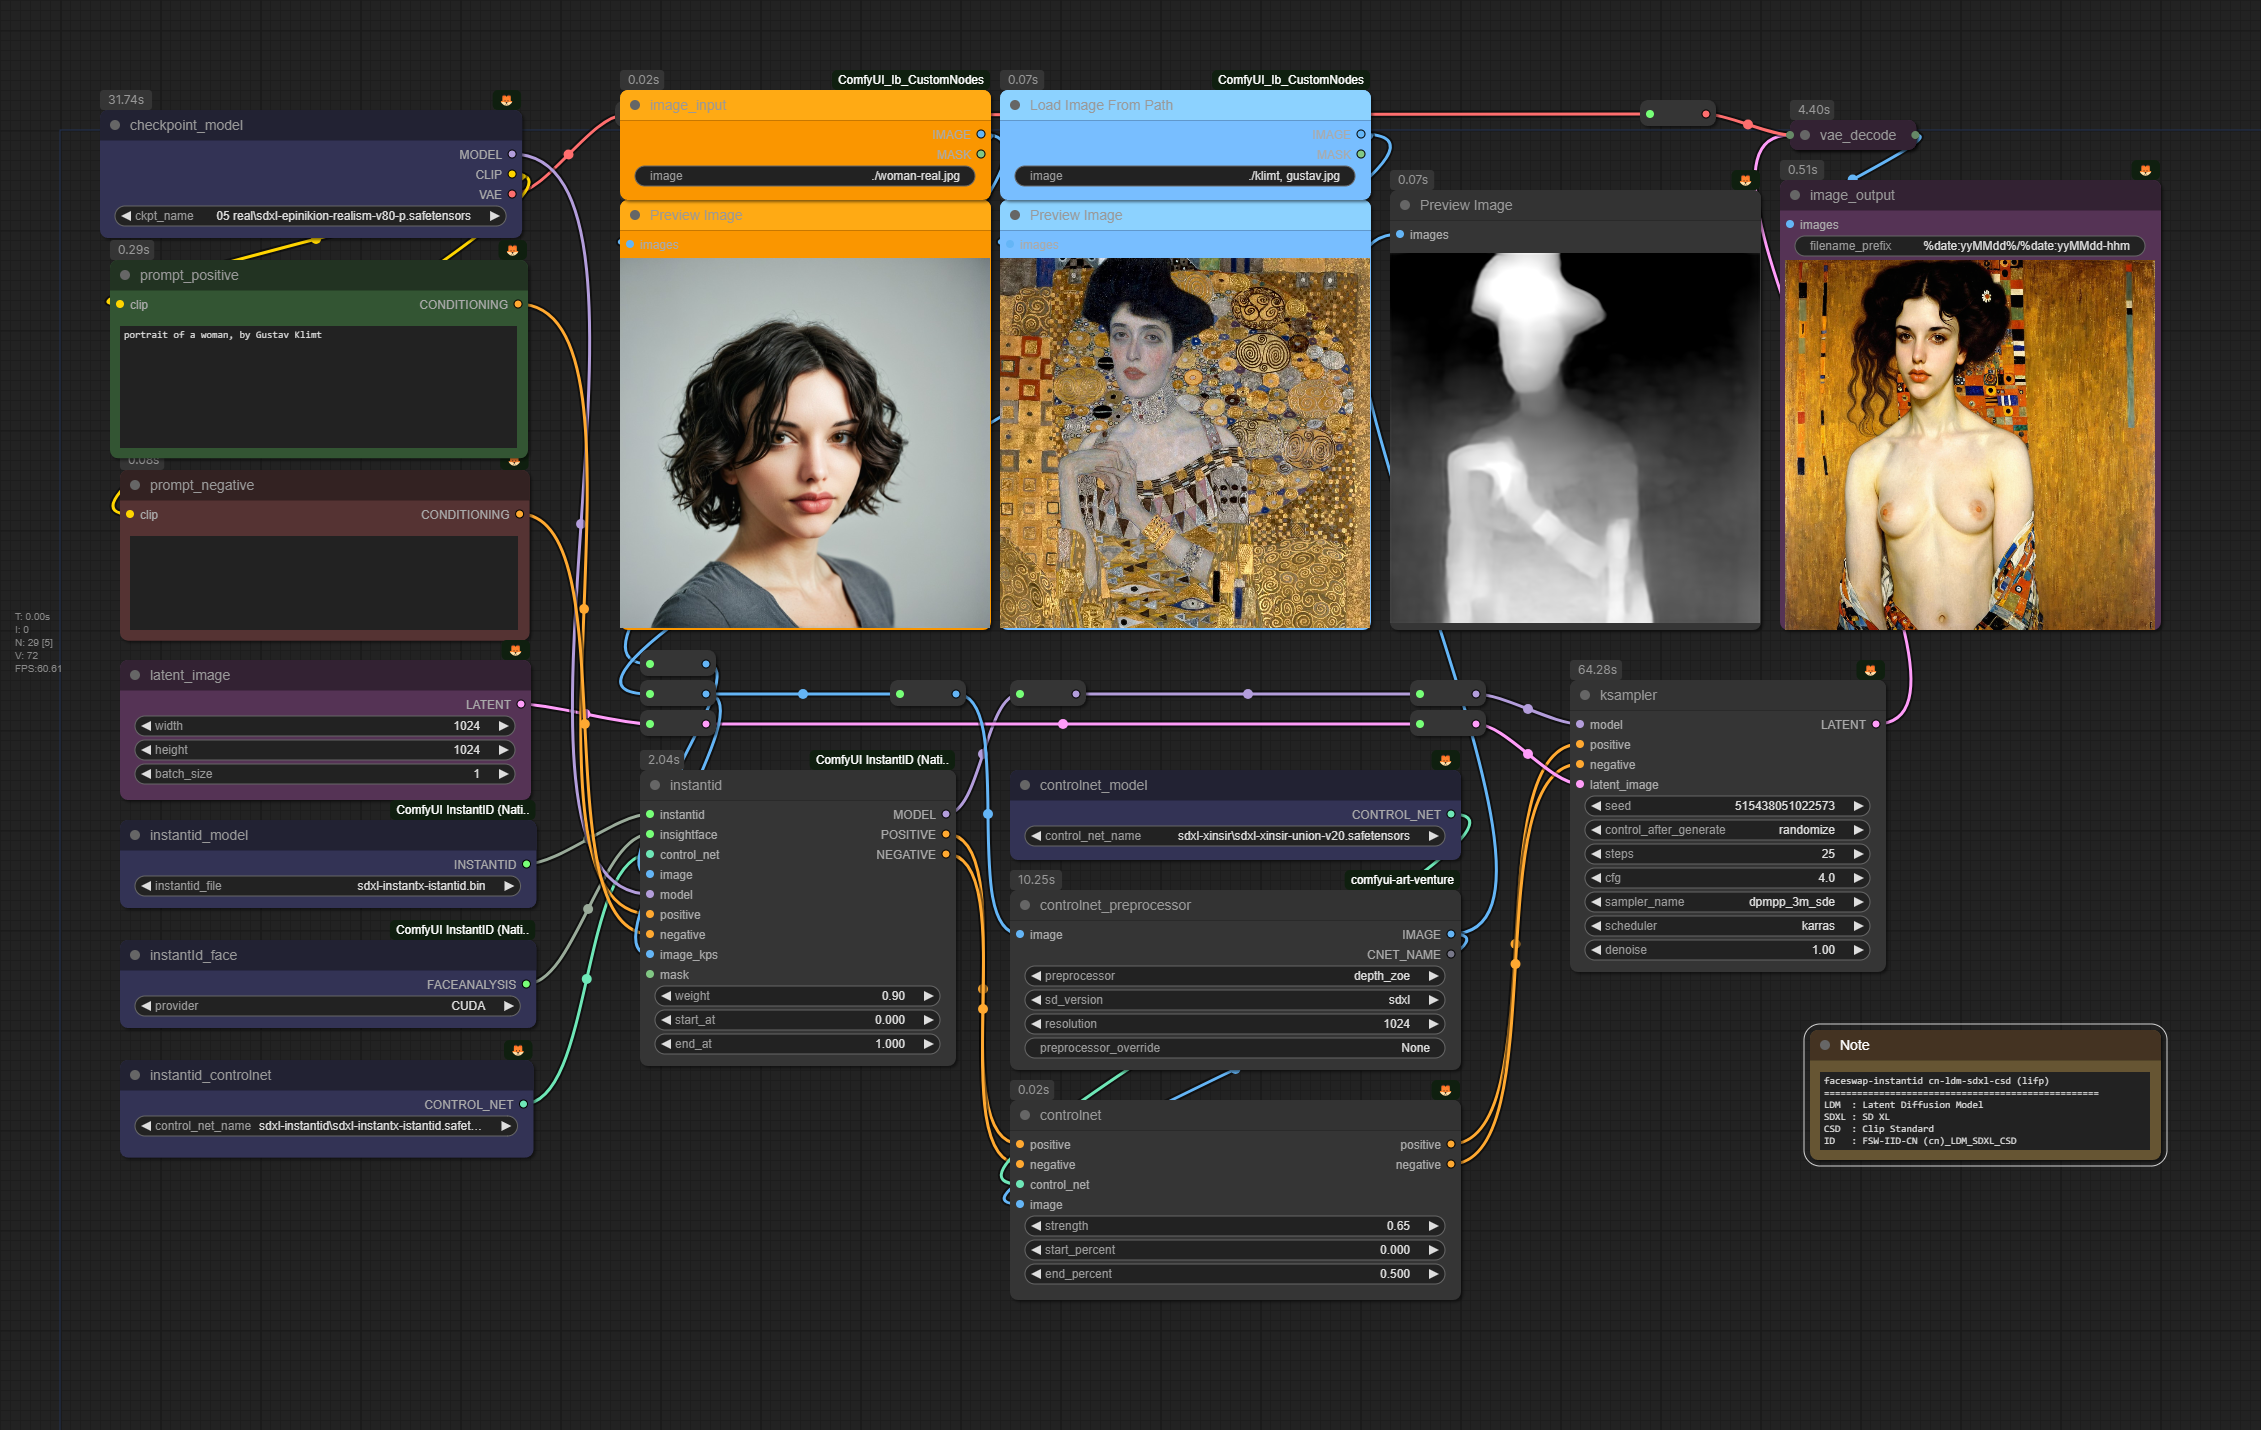 31.74s
checkpoint_model
MODEL
CLIP
VAE
ckpt_name 05 real\sdxl-epinikion-realism-v80-p.safetensors
0.29s
prompt_positive
clip CONDITIONING
portrait of a woman, by Gustav Klimt
0.08s
prompt_negative
clip CONDITIONING
T: 0.00s
I: 0
N: 29 [5]
V: 72
FPS:60.61
latent_image
LATENT
width 1024
height 1024
batch_size 1
ComfyUI InstantID (Nati..
instantid_model
INSTANTID
instantid_file sdxl-instantx-istantid.bin
ComfyUI InstantID (Nati..
instantId_face
FACEANALYSIS
provider CUDA
instantid_controlnet
CONTROL_NET
control_net_name sdxl-instantid\sdxl-instantx-istantid.safet...
0.02s ComfyUI_Ib_CustomNodes
image_input
IMAGE
MASK
image ./woman-real.jpg
Preview Image
images
0.07s ComfyUI_Ib_CustomNodes
Load Image From Path
IMAGE
MASK
image ./klimt, gustav.jpg
Preview Image
images
0.07s
Preview Image
images
4.40s
vae_decode
0.51s
image_output
images
filename_prefix %date:yyMMdd%/%date:yyMMdd-hhm
2.04s ComfyUI InstantID (Nati..
instantid
instantid MODEL
insightface POSITIVE
control_net NEGATIVE
image
model
positive
negative
image_kps
mask
weight 0.90
start_at 0.000
end_at 1.000
controlnet_model
CONTROL_NET
control_net_name sdxl-xinsir\sdxl-xinsir-union-v20.safetensors
10.25s comfyui-art-venture
controlnet_preprocessor
image IMAGE
CNET_NAME
preprocessor depth_zoe
sd_version sdxl
resolution 1024
preprocessor_override None
0.02s
controlnet
positive positive
negative negative
control_net
image
strength 0.65
start_percent 0.000
end_percent 0.500
64.28s
ksampler
model LATENT
positive
negative
latent_image
seed 515438051022573
control_after_generate randomize
steps 25
cfg 4.0
sampler_name dpmpp_3m_sde
scheduler karras
denoise 1.00
Note
faceswap-instantid cn-ldm-sdxl-csd (lifp)
==================================================
LDM : Latent Diffusion Model
SDXL : SD XL
CSD : Clip Standard
ID : FSW-IID-CN (cn)_LDM_SDXL_CSD